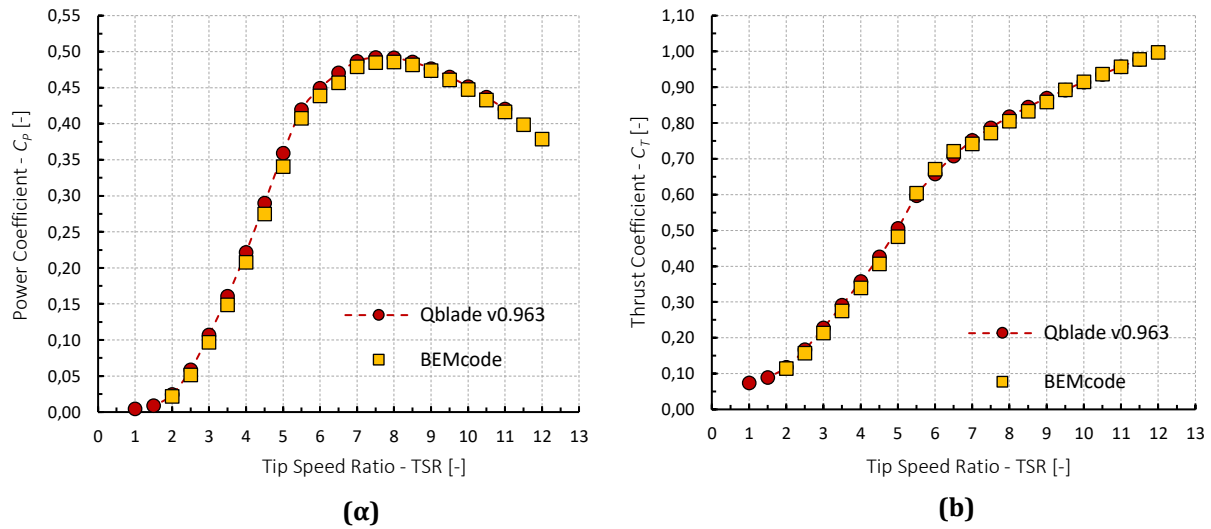 0,55
0,50
0,45
0,40
0,35
0,30
0,25
0,20
0,15
0,10
0,05
0,00
Power Coefficient - CP [-]
Qblade v0.963
BEMcode
0 1 2 3 4 5 6 7 8 9 10 11 12 13
Tip Speed Ratio - TSR [-]
(α)
1,10
1,00
0,90
0,80
0,70
0,60
0,50
0,40
0,30
0,20
0,10
0,00
Thrust Coefficient - CT [-]
Qblade v0.963
BEMcode
0 1 2 3 4 5 6 7 8 9 10 11 12 13
Tip Speed Ratio - TSR [-]
(b)